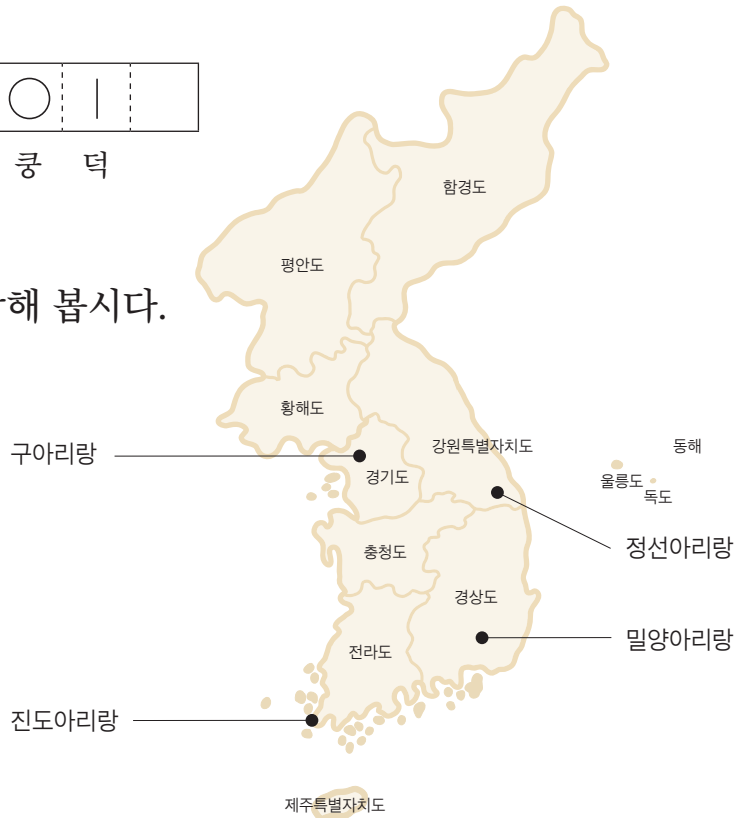 쿵 덕
해 봅시다.
함경도
평안도
황해도
구아리랑
강원특별자치도
동해
경기도
울릉도
독도
정선아리랑
충청도
경상도
밀양아리랑
전라도
진도아리랑
제주특별자치도